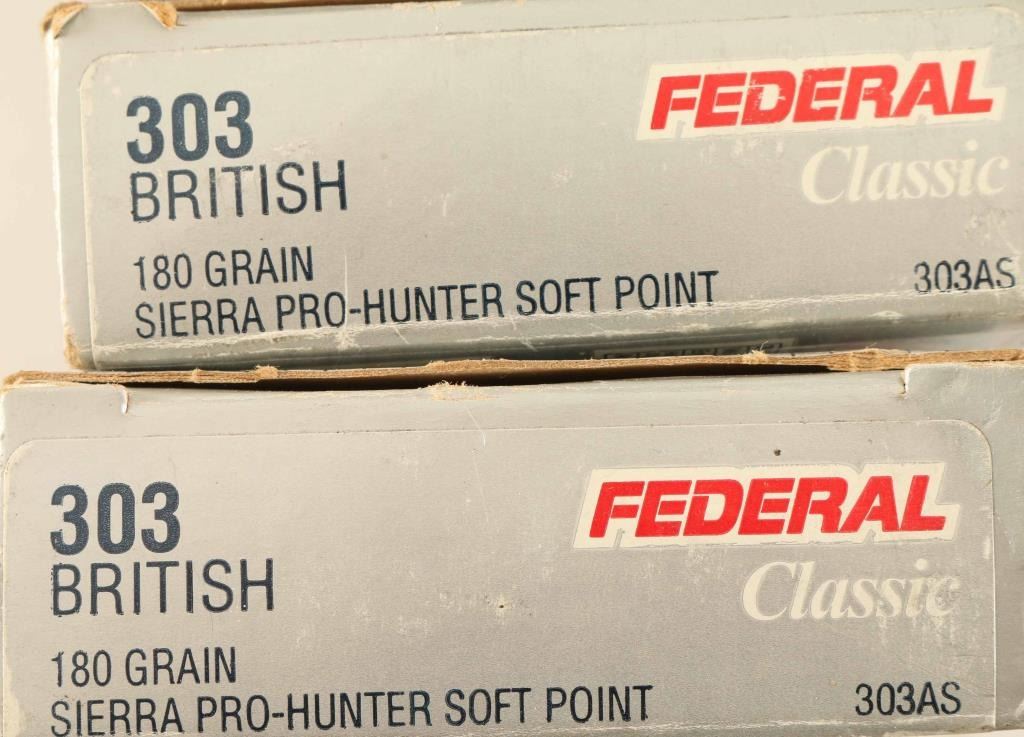 303
BRITISH
FEDERAL
Classic
180 GRAIN
SIERRA PRO-HUNTER SOFT POINT
303AS
303
BRITISH
FEDERAL
Classic
180 GRAIN
SIERRA PRO-HUNTER SOFT POINT
303AS